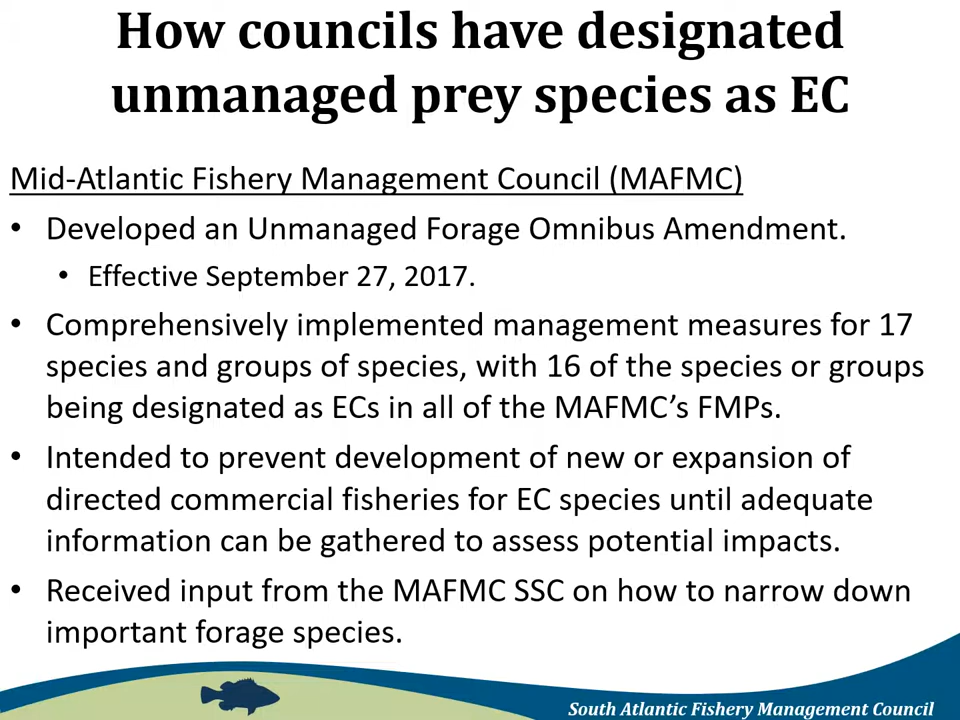 How councils have designated
unmanaged prey species as EC
Mid-Atlantic Fishery Management Council (MAFMC)
• Developed an Unmanaged Forage Omnibus Amendment.
• Effective September 27, 2017.
• Comprehensively implemented management measures for 17
species and groups of species, with 16 of the species or groups
being designated as ECs in all of the MAFMC’s FMPs.
• Intended to prevent development of new or expansion of
directed commercial fisheries for EC species until adequate
information can be gathered to assess potential impacts.
• Received input from the MAFMC SSC on how to narrow down
important forage species.
South Atlantic Fishery Management Council